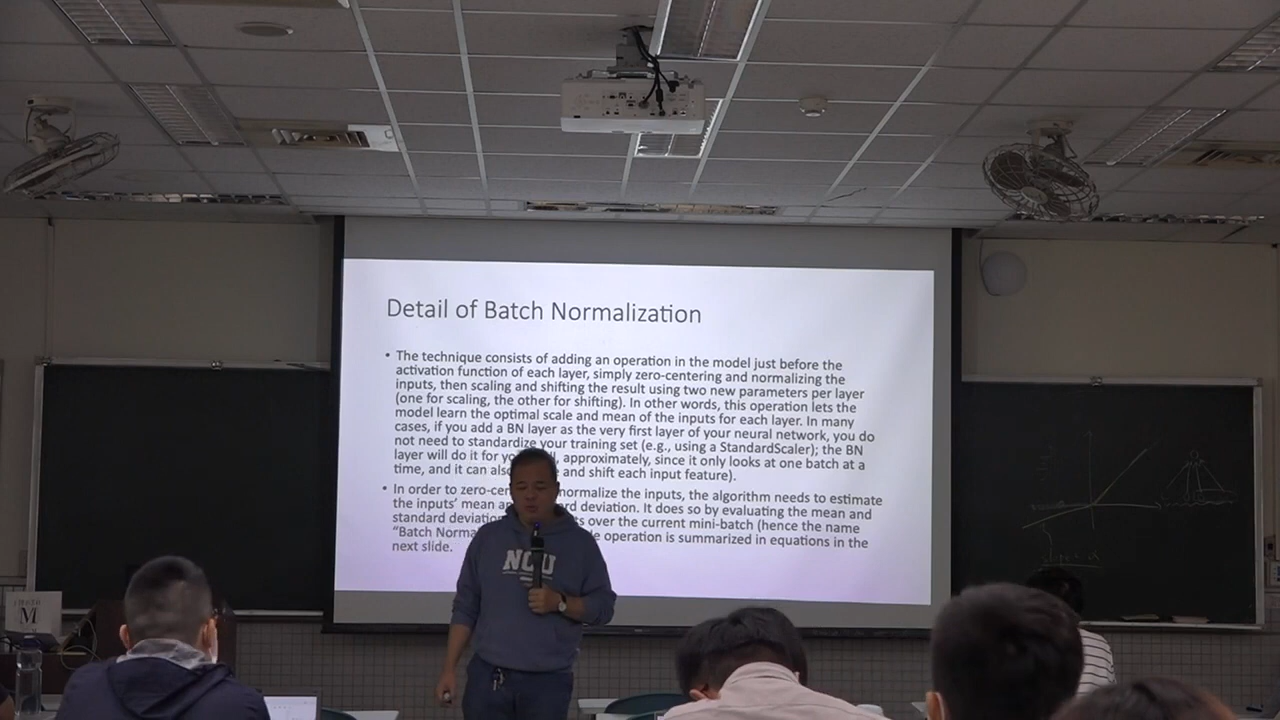 Detail of Batch Normalization
• The technique consists of adding an operation in the model just before the
activation function of each layer, simply zero-centering and normalizing the
inputs, then scaling and shifting the result using two new parameters per layer
(one for scaling, the other for shifting). In other words, this operation lets the
model learn the optimal scale and mean of the inputs for each layer. In many
cases, if you add a BN layer as the very first layer of your neural network, you do
not need to standardize your training set (e.g., using a StandardScaler); the BN
layer will do it for approximately, since it only looks at one batch at a
time, and it can and shift each input feature).
• In order to normalize the inputs, the algorithm needs to estimate
the inputs' mean deviation. It does so by evaluating the mean and
standard over the current mini-batch (hence the name
"Batch operation is summarized in equations in the
next slide.
NCU
M